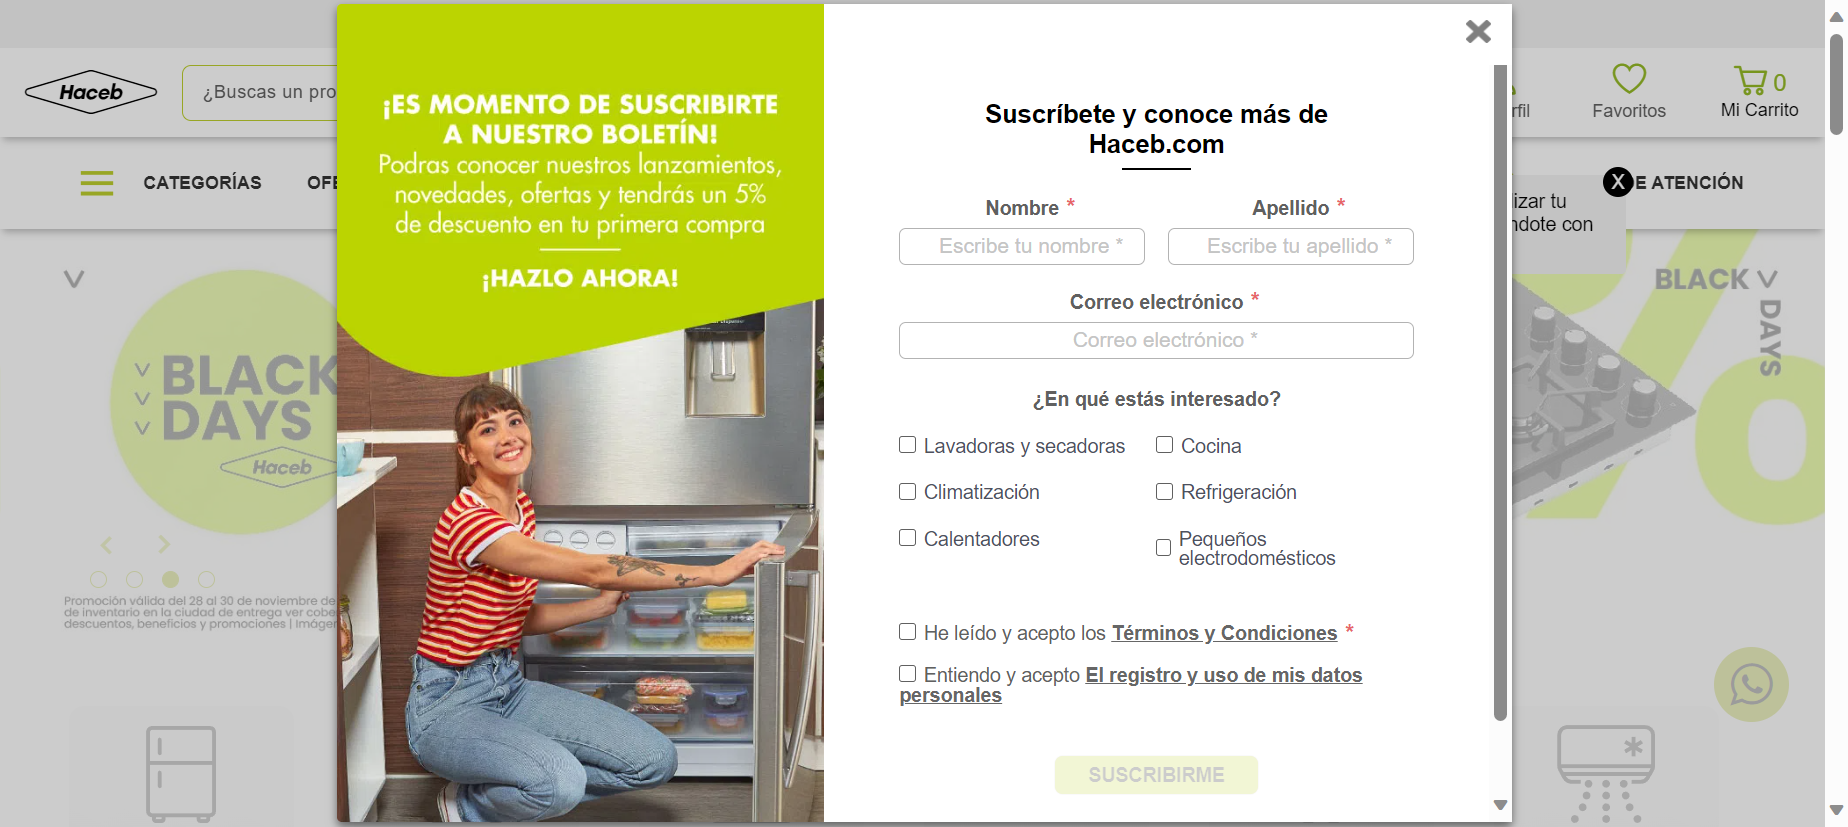 Haceb
¿Buscas un pro
rfil
Favoritos
0
Mi Carrito
CATEGORÍAS
OFE
X
E ATENCIÓN
izar tu
ndote con
¡ES MOMENTO DE SUSCRIBIRTE
A NUESTRO BOLETÍN!
Podras conocer nuestros lanzamientos,
novedades, ofertas y tendrás un 5%
de descuento en tu primera compra
¡HAZLO AHORA!
Suscríbete y conoce más de
Haceb.com
Nombre *
Apellido *
Escribe tu nombre *
Escribe tu apellido *
Correo electrónico *
Correo electrónico *
¿En qué estás interesado?
Lavadoras y secadoras
Cocina
Climatización
Refrigeración
Calentadores
Pequeños
electrodomésticos
He leído y acepto los Términos y Condiciones *
Entiendo y acepto El registro y uso de mis datos
personales
SUSCRIBIRME
BLACK
DAYS
Haceb
Promoción válida del 28 al 30 de noviembre de
de inventario en la ciudad de entrega ver cobe
descuentos, beneficios y promociones | Imáger
BLACK
DAYS
%